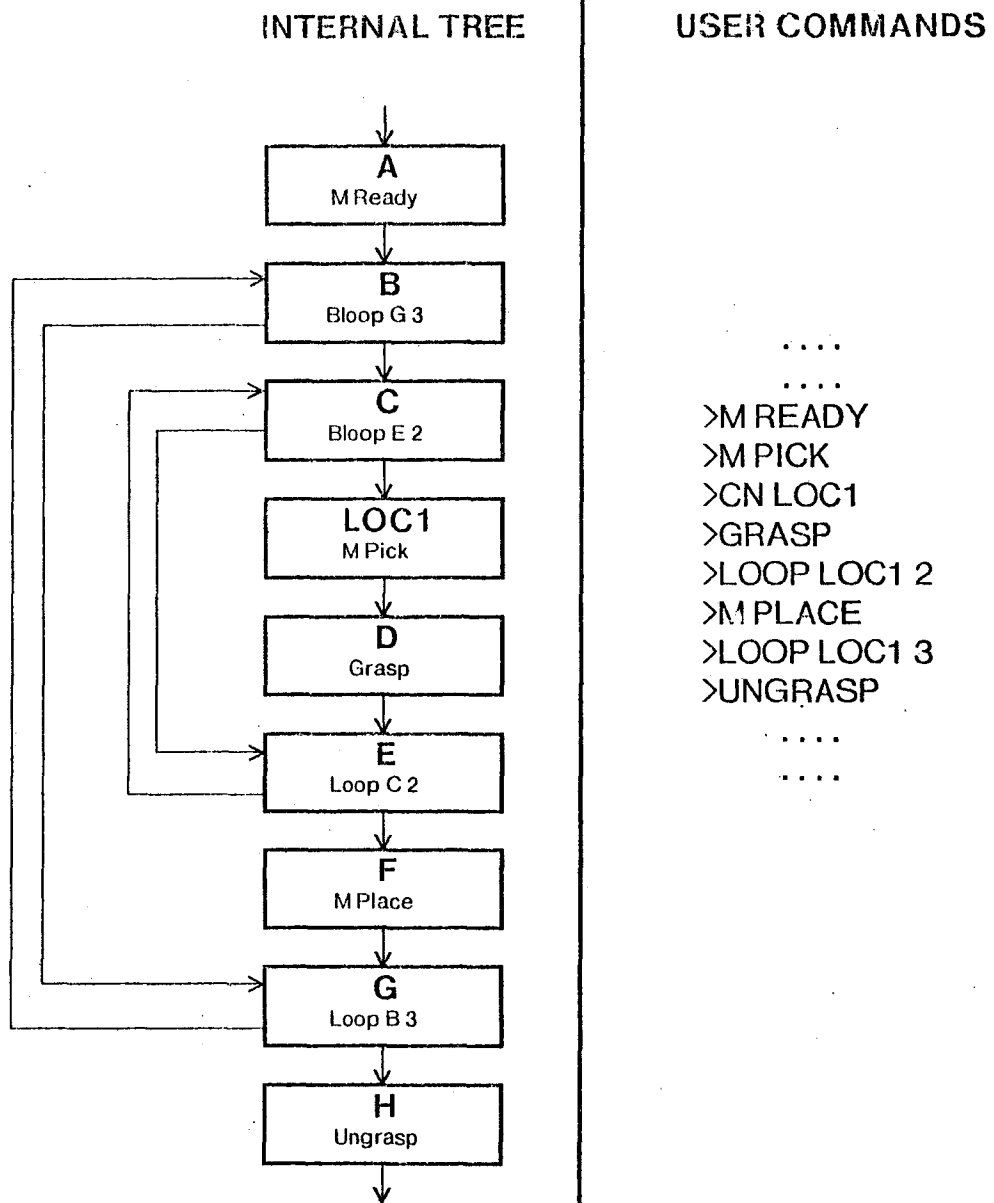 INTERNAL TREE
A
M Ready
B
Bloop G 3
C
Bloop E 2
LOC1
M Pick
D
Grasp
E
Loop C 2
F
M Place
G
Loop B 3
H
Ungrasp
USER COMMANDS
....
....
>M READY
>M PICK
>CN LOC1
>GRASP
>LOOP LOC1 2
>M PLACE
>LOOP LOC1 3
>UNGRASP
....
....